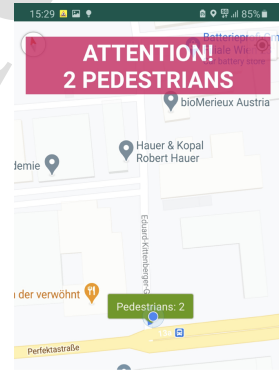 15:29
85%
ATTENTION!
2 PEDESTRIANS
Batterieprofi
bioMerieux Austria
Hauer & Kopal
Robert Hauer
demie
Eduard-Kittenberger-G
n der verwöhnt
Pedestrians: 2
Perfektastraße